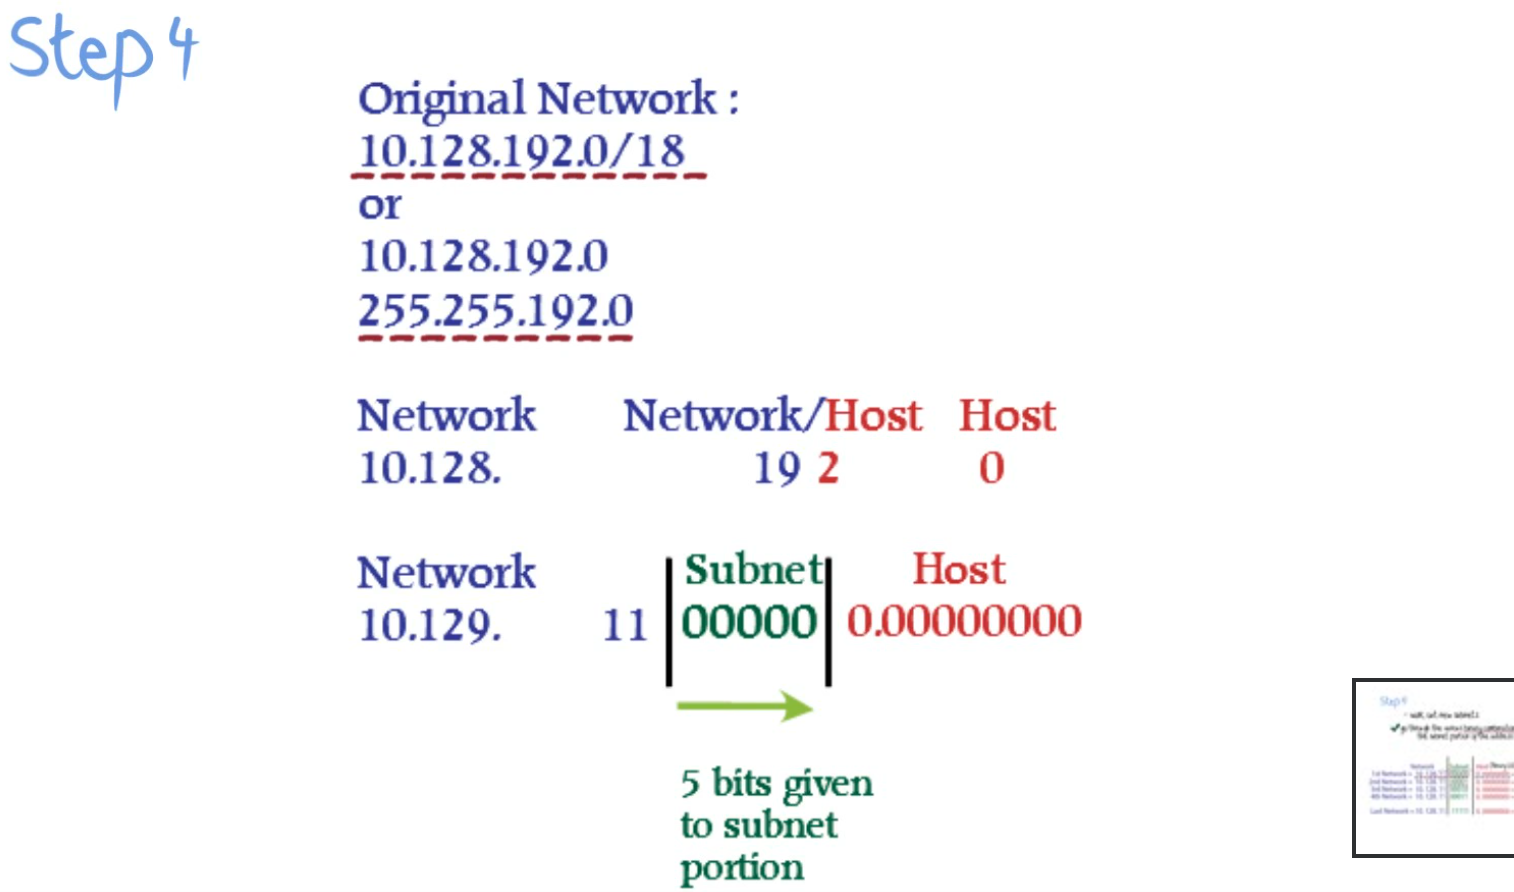 Step 4
Original Network :
10.128.192.0/18
or
10.128.192.0
255.255.192.0
Network Network/Host Host
10.128. 19 2 0
Network Subnet Host
10.129. 11 00000 0.00000000
5 bits given
to subnet
portion
Step 4